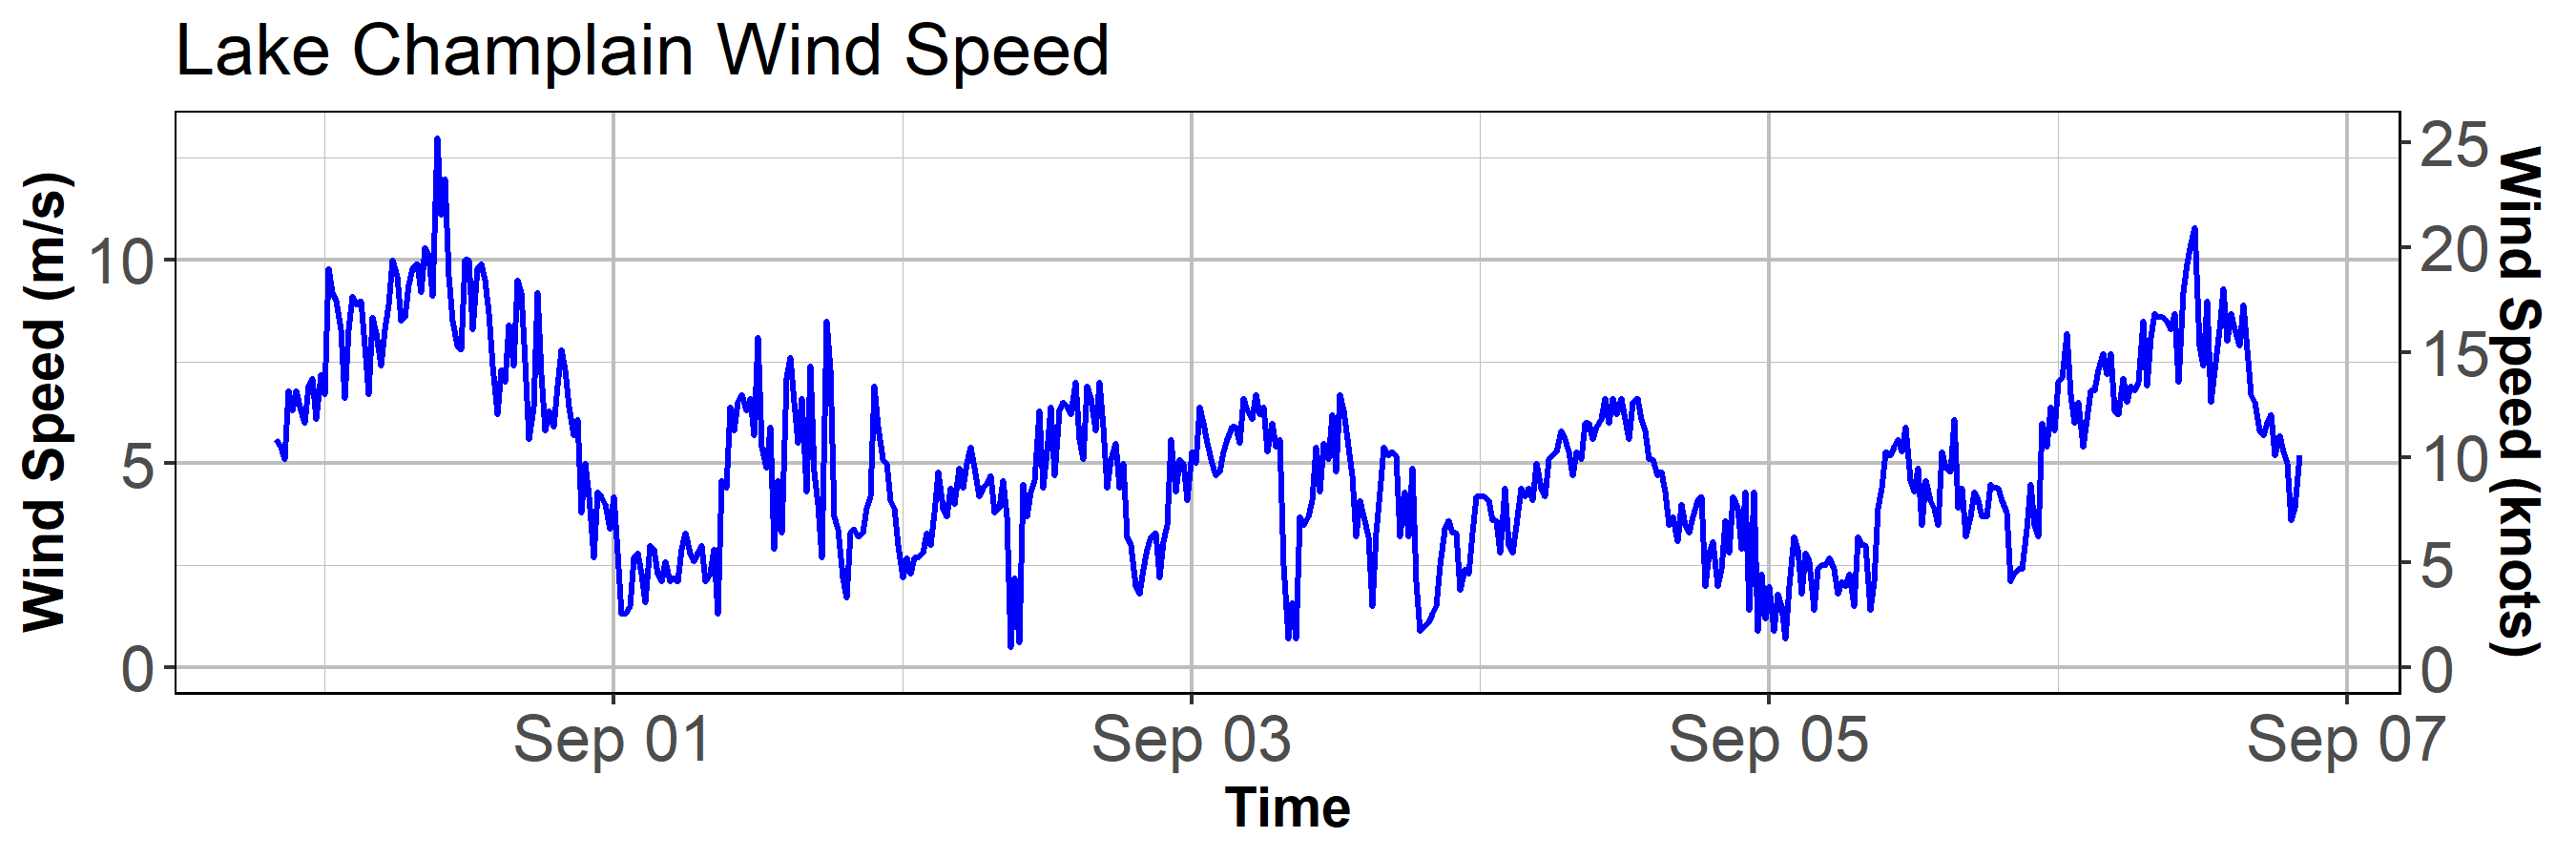 Lake Champlain Wind Speed
Wind Speed (m/s)
10
5
0
25
20
15
10
5
0
Wind Speed (knots)
Sep 01
Sep 03
Sep 05
Sep 07
Time